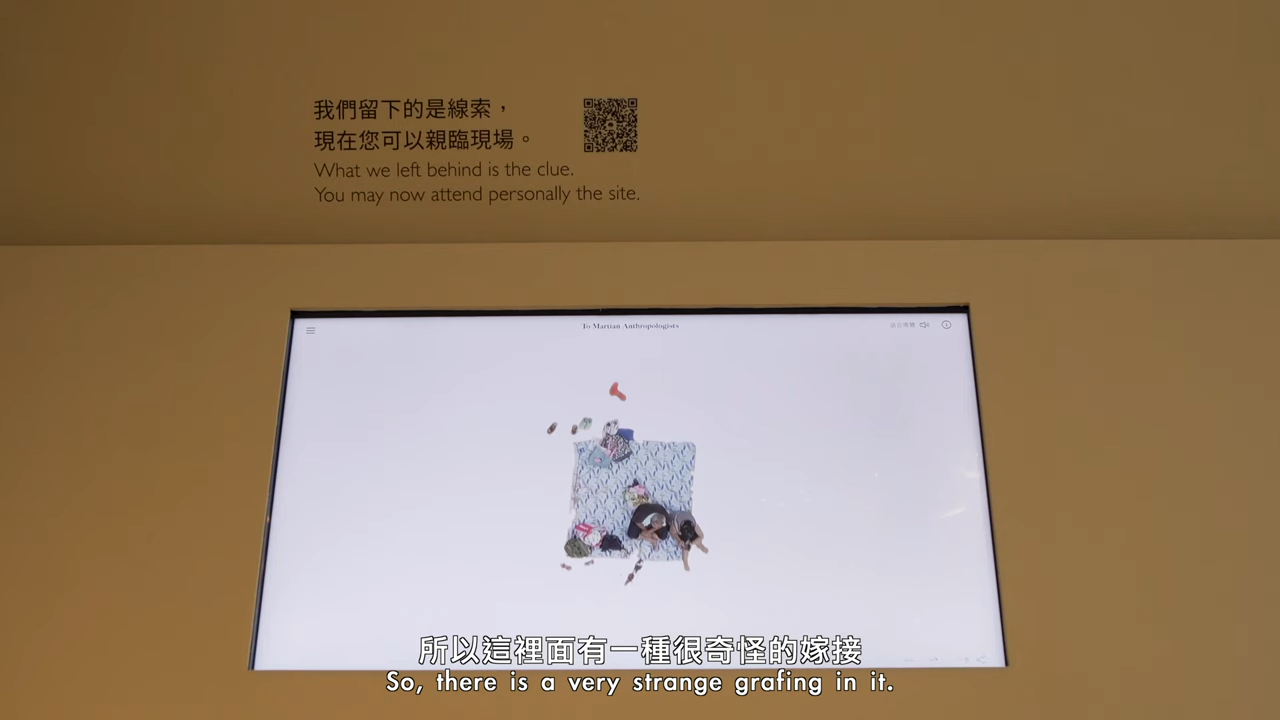 我們留下的是線索，
現在您可以親臨現場。
What we left behind is the clue.
You may now attend personally the site.
To Martian Anthropologists
所以這裡面有一種很奇怪的嫁接
So, there is a very strange grafing in it.